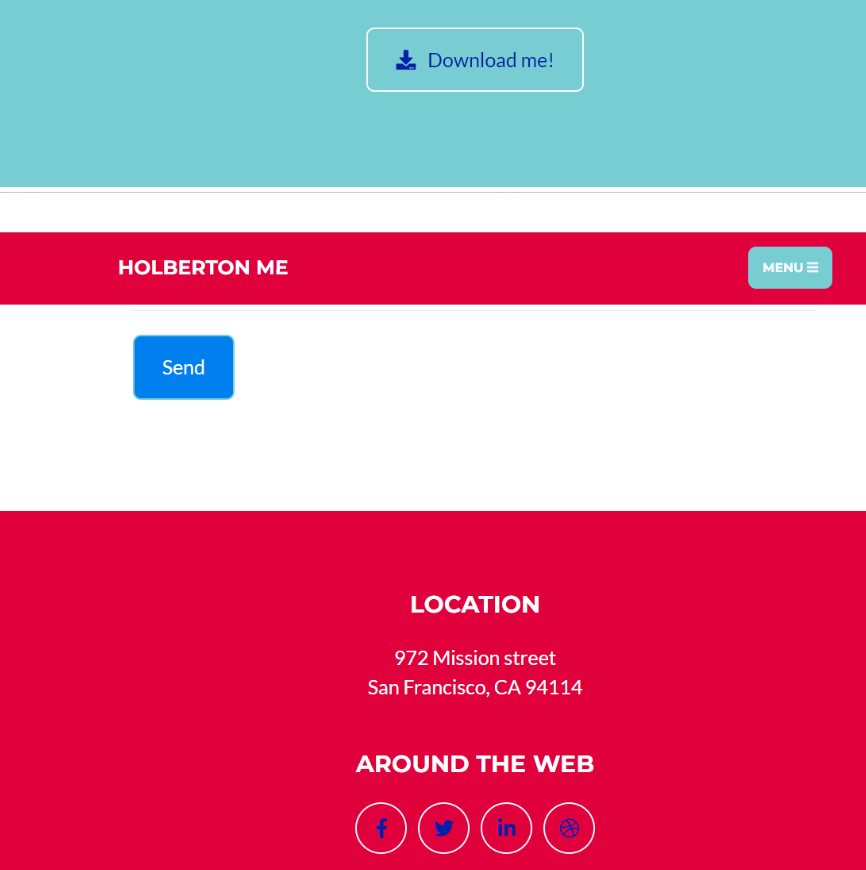 Download me!
HOLBERTON ME
MENU
Send
LOCATION
972 Mission street
San Francisco, CA 94114
AROUND THE WEB